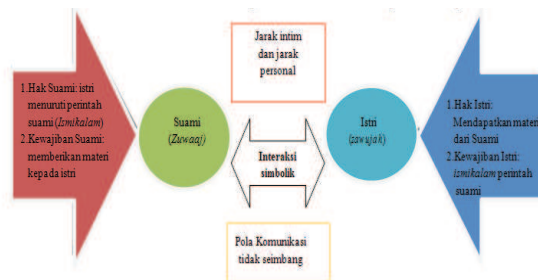 Jarak intim
dan jarak
personal
1.Hak Suami: istri
menuruti perintah
suami (Ismikalam)
2.Kewajiban Suami:
memberikan materi
kepada istri
Suami
(Zuwaaj)
Interaksi
simbolik
Istri
(zawujah)
1.Hak Istri:
Mendapatkan materi
dari Suami
2.Kewajiban Istri:
ismikalam perintah
suami
Pola Komunikasi
tidak seimbang